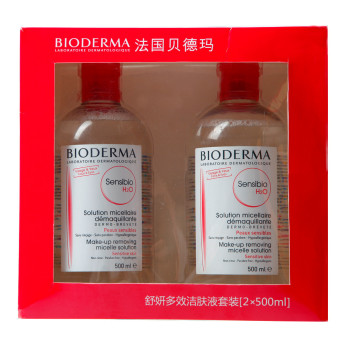 BIODERMA 法国贝德玛
LABORATOIRE DERMATOLOGIQUE
BIODERMA
LABORATOIRE DERMATOLOGIQUE
Sensibio
H2O
Solution micellaire
démaquillante
DERMO-BREVETÉ
Peaux sensibles
Make-up removing
micelle solution
Sensitive skin
500 ml e
BIODERMA
LABORATOIRE DERMATOLOGIQUE
Sensibio
H2O
Solution micellaire
démaquillante
DERMO-BREVETÉ
Peaux sensibles
Make-up removing
micelle solution
Sensitive skin
500 ml e
舒妍多效洁肤液套装[2×500ml]